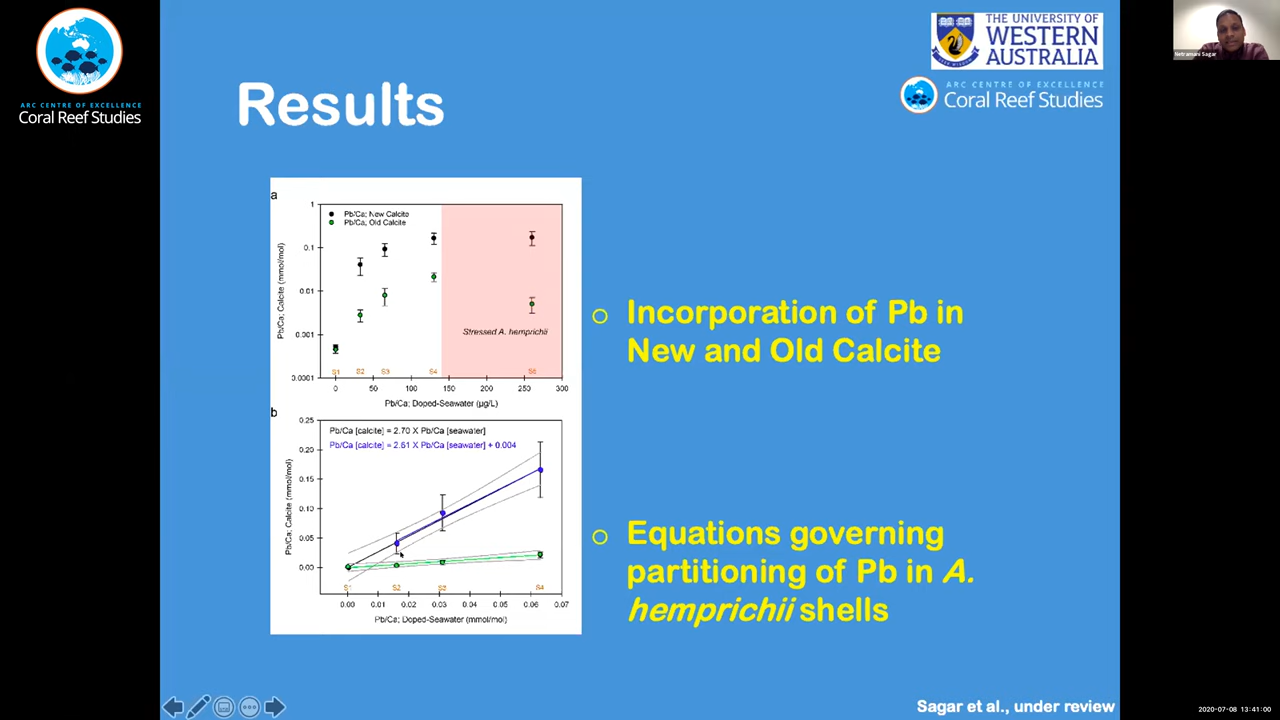 ARC CENTRE OF EXCELLENCE
Coral Reef Studies
Results
THE UNIVERSITY OF
WESTERN
AUSTRALIA
ARC CENTRE OF EXCELLENCE
Coral Reef Studies
Netramani Sagar
a
Pb/Ca; New Calcite
Pb/Ca; Old Calcite
Pb/Ca; Calcite (mmol/mol)
1
0.1
0.01
0.001
0.0001
Stressed A. hemprichii
S1 S2 S3 S4
0 50 100 150 200 250 300
Pb/Ca; Doped-Seawater (µg/L)
b
Pb/Ca [calcite] = 2.70 X Pb/Ca [seawater]
Pb/Ca [calcite] = 2.61 X Pb/Ca [seawater] + 0.004
Pb/Ca; Calcite (mmol/mol)
0.25
0.20
0.15
0.10
0.05
0.00
S1 S2 S3 S4
0.00 0.01 0.02 0.03 0.04 0.05 0.06 0.07
Pb/Ca; Doped-Seawater (mmol/mol)
Incorporation of Pb in
New and Old Calcite
Equations governing
partitioning of Pb in A.
hemprichii shells
Sagar et al., under review
2020-07-08 13:41:00